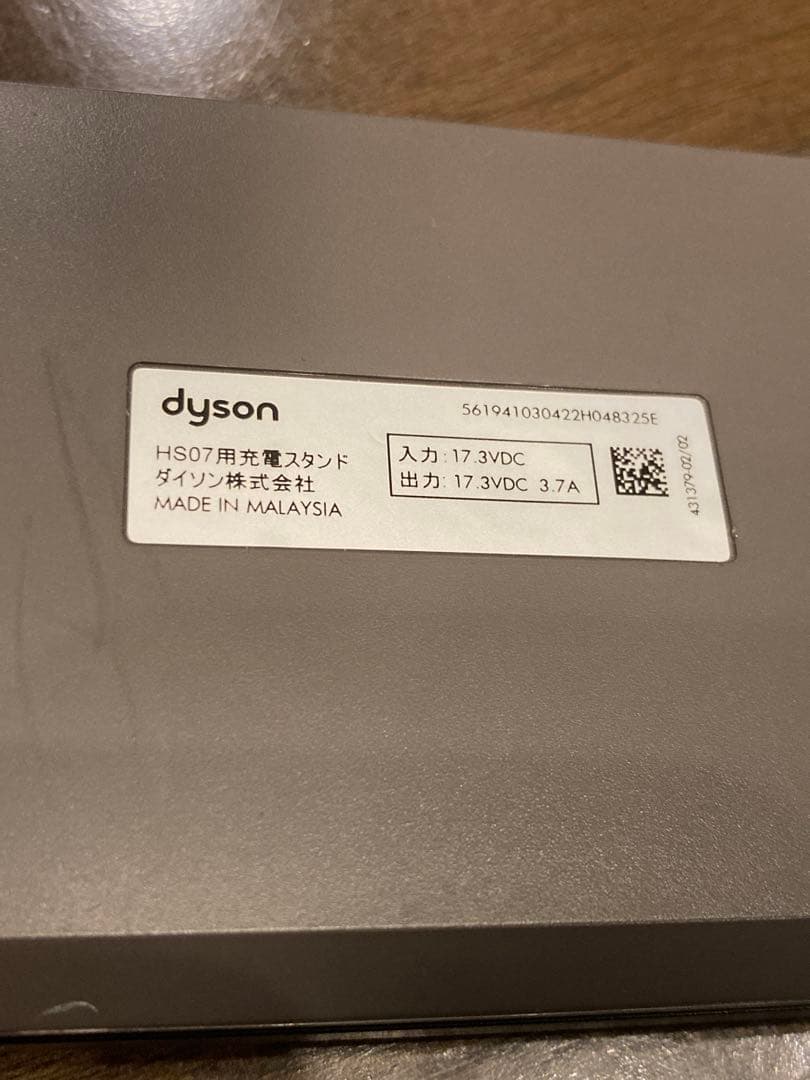 dyson
HS07用充電スタンド
ダイソン株式会社
MADE IN MALAYSIA
561941030422H048325E
入力:17.3VDC
出力: 17.3VDC 3.7A
431379-02/02